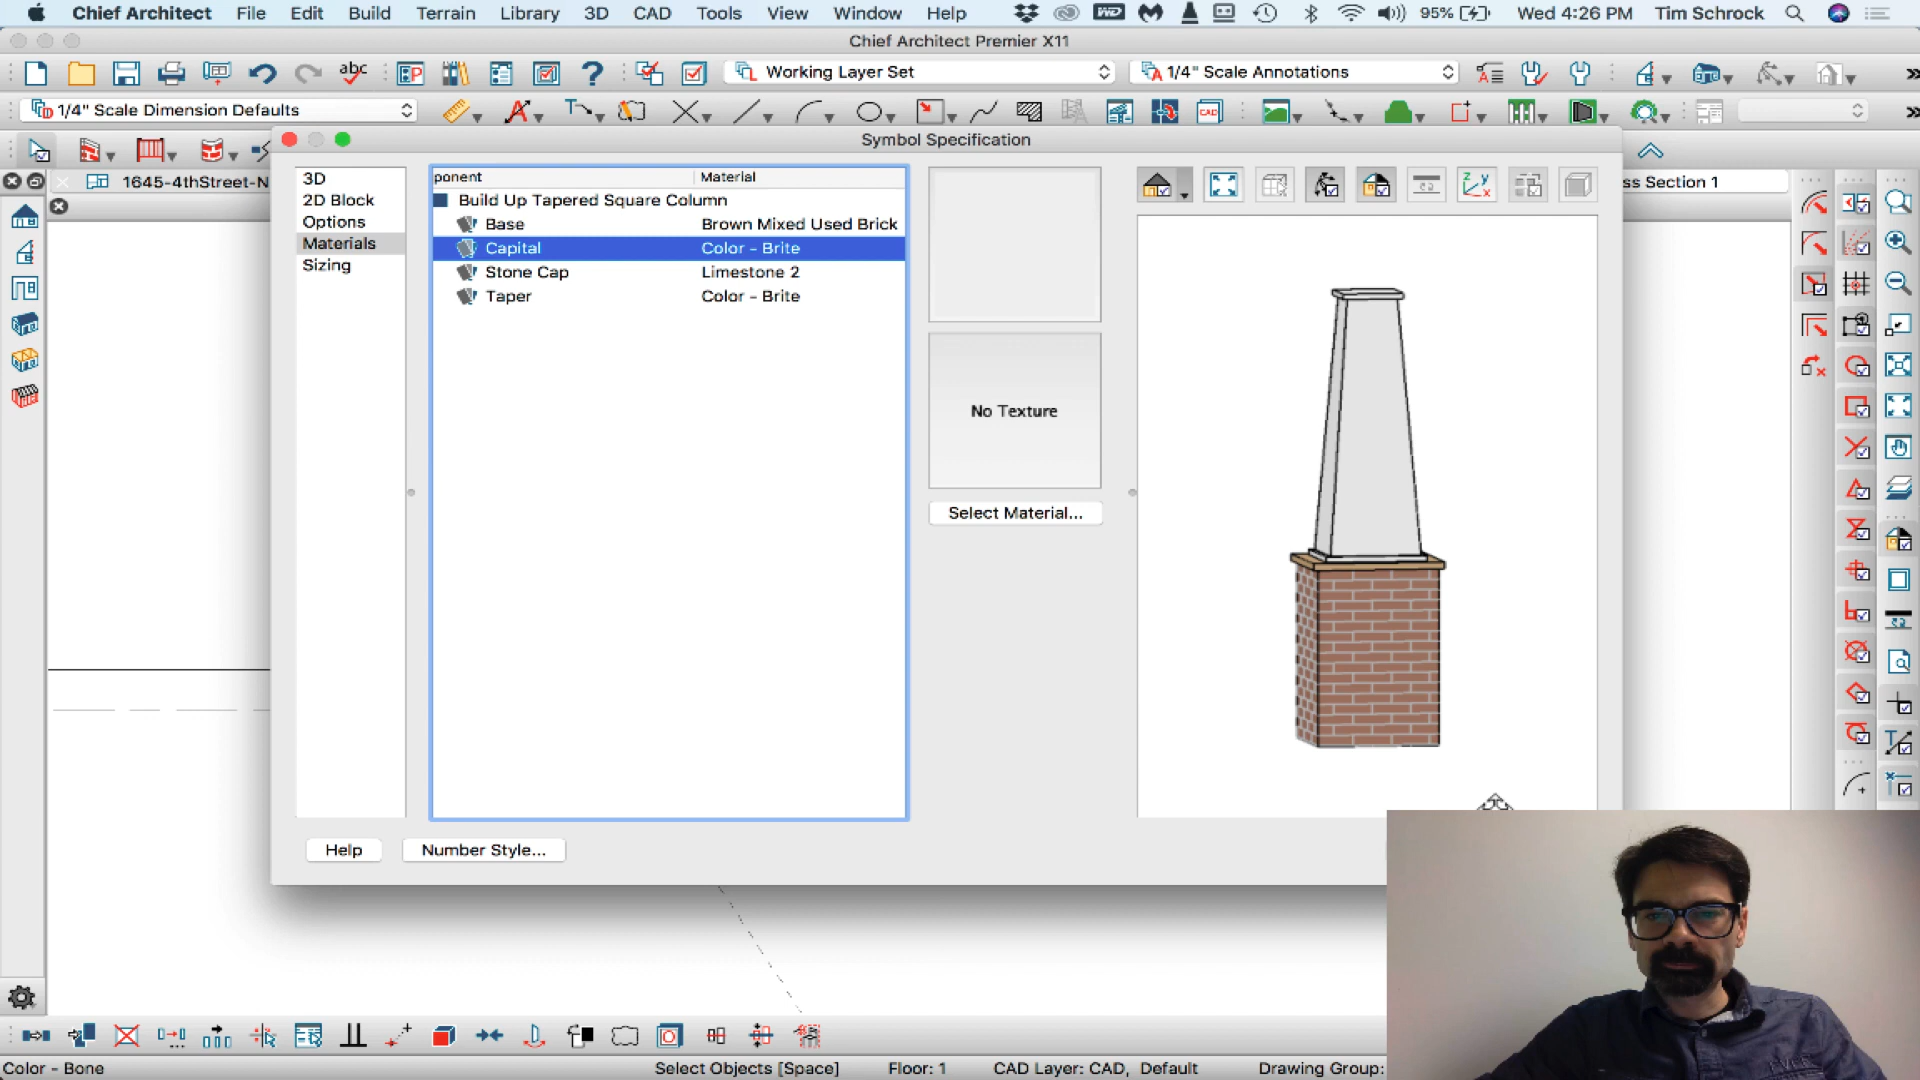 Chief Architect File Edit Build Terrain Library 3D CAD Tools View Window Help 95% Wed 4:26 PM Tim Schrock
Chief Architect Premier X11
abc Working Layer Set 1/4" Scale Annotations
1/4" Scale Dimension Defaults
Symbol Specification
1645-4thStreet-N
ss Section 1
3D
2D Block
Options
Materials
Sizing
ponent Material
Build Up Tapered Square Column
Base Brown Mixed Used Brick
Capital Color - Brite
Stone Cap Limestone 2
Taper Color - Brite
No Texture
Select Material...
Help Number Style...
Color - Bone Select Objects [Space] Floor: 1 CAD Layer: CAD, Default Drawing Group: